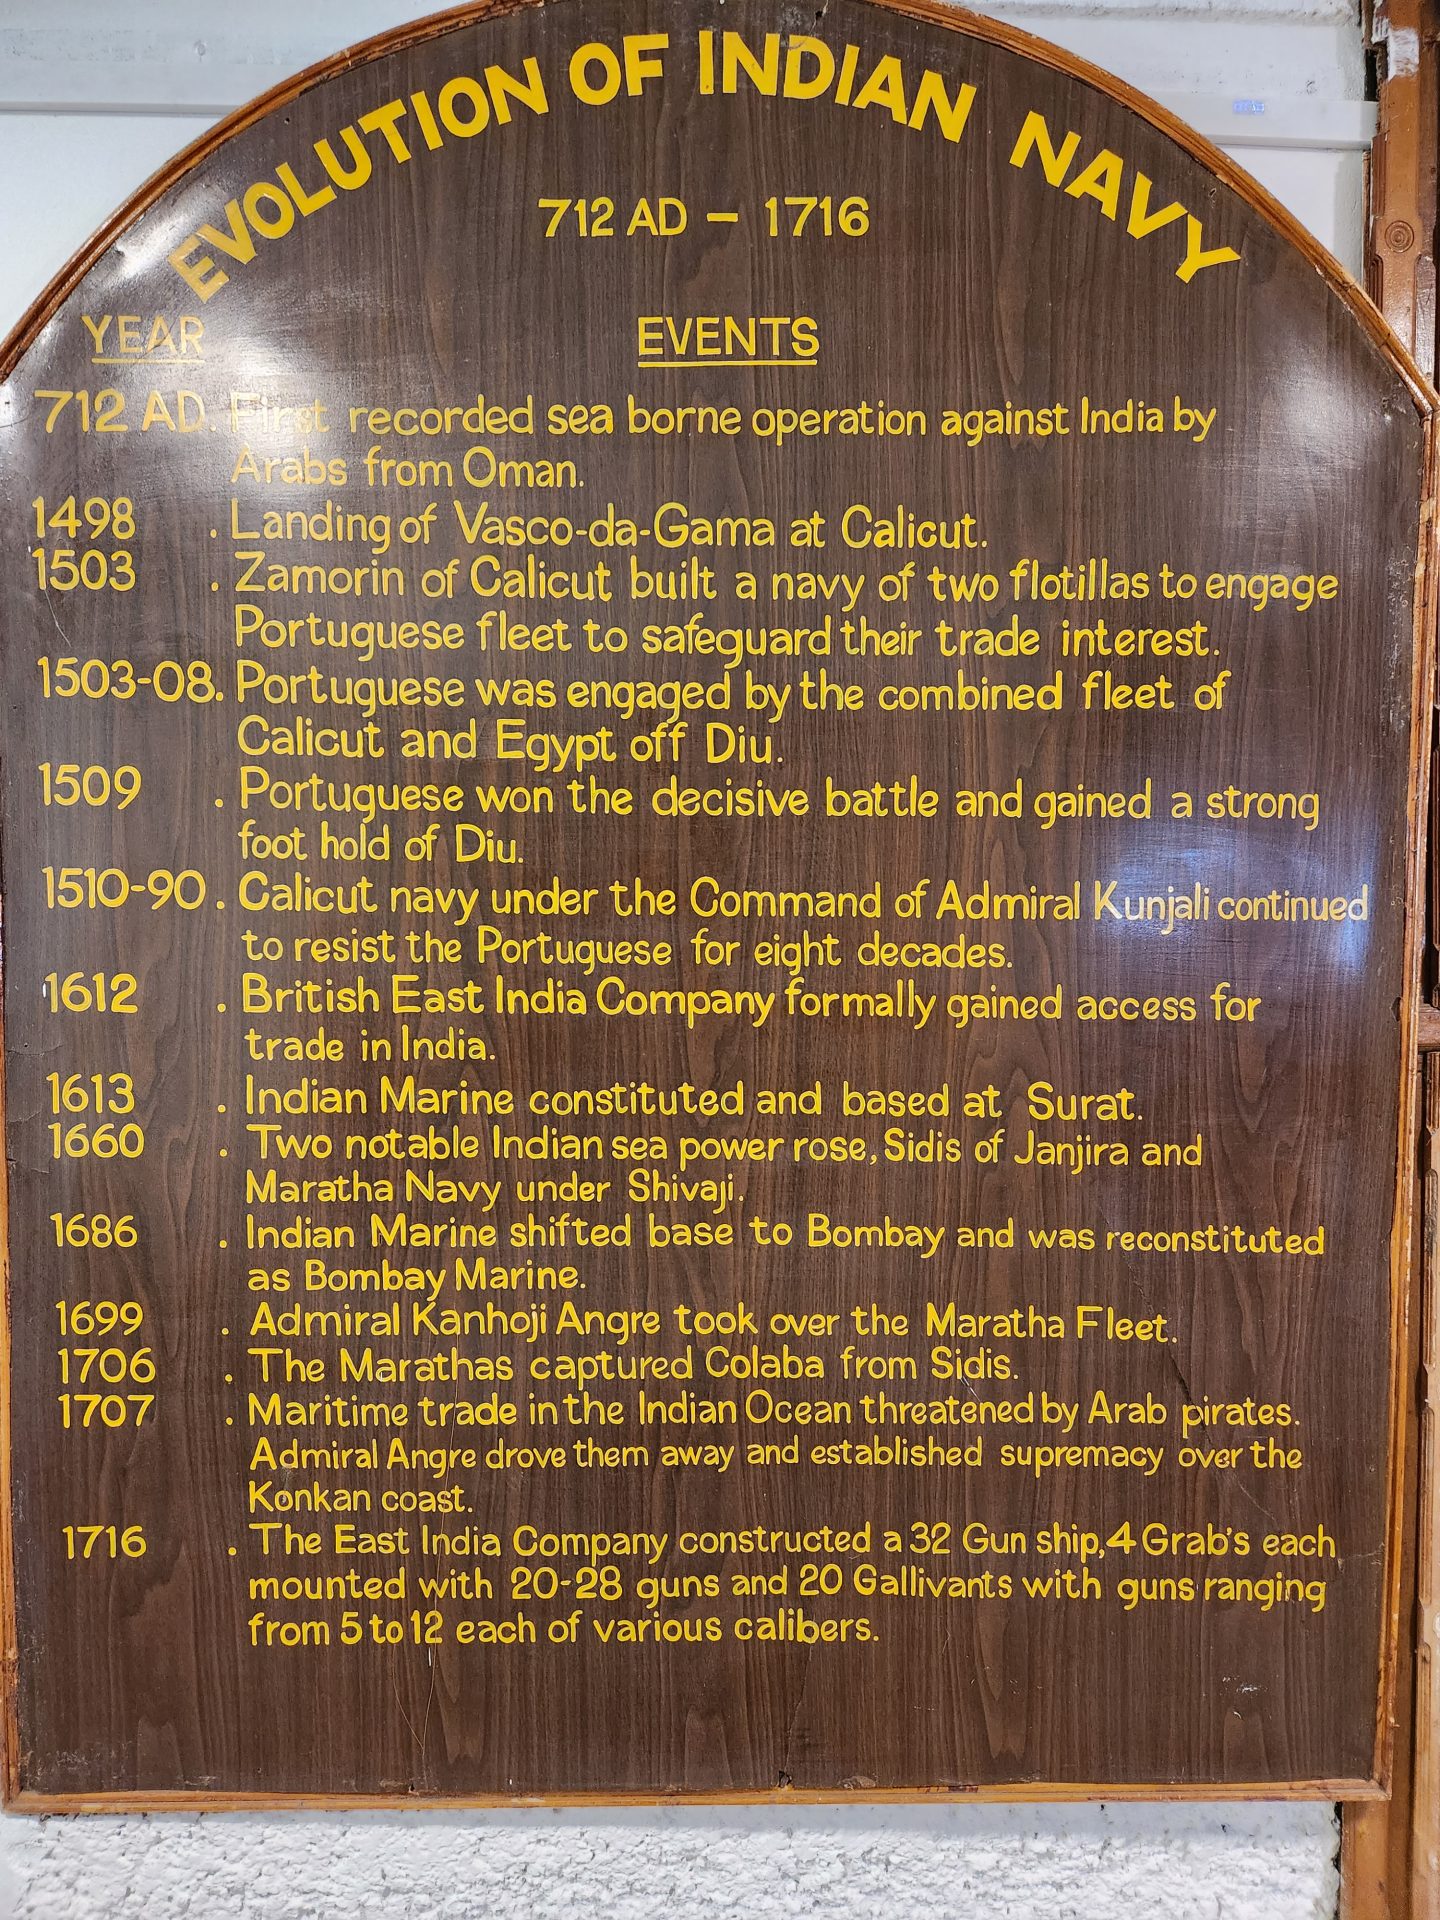 EVOLUTION OF INDIAN NAVY
712 AD – 1716
YEAR EVENTS
712 AD. First recorded sea borne operation against India by
Arabs from Oman.
1498 . Landing of Vasco-da-Gama at Calicut.
1503 . Zamorin of Calicut built a navy of two flotillas to engage
Portuguese fleet to safeguard their trade interest.
1503-08. Portuguese was engaged by the combined fleet of
Calicut and Egypt off Diu.
1509 . Portuguese won the decisive battle and gained a strong
foot hold of Diu.
1510-90 . Calicut navy under the Command of Admiral Kunjali continued
to resist the Portuguese for eight decades.
1612 . British East India Company formally gained access for
trade in India.
1613 . Indian Marine constituted and based at Surat.
1660 . Two notable Indian sea power rose, Sidis of Janjira and
Maratha Navy under Shivaji.
1686 . Indian Marine shifted base to Bombay and was reconstituted
as Bombay Marine.
1699 . Admiral Kanhoji Angre took over the Maratha Fleet.
1706 . The Marathas captured Colaba from Sidis.
1707 . Maritime trade in the Indian Ocean threatened by Arab pirates.
Admiral Angre drove them away and established supremacy over the
Konkan coast.
1716 . The East India Company constructed a 32 Gun ship, 4 Grab's each
mounted with 20-28 guns and 20 Gallivants with guns ranging
from 5 to 12 each of various calibers.